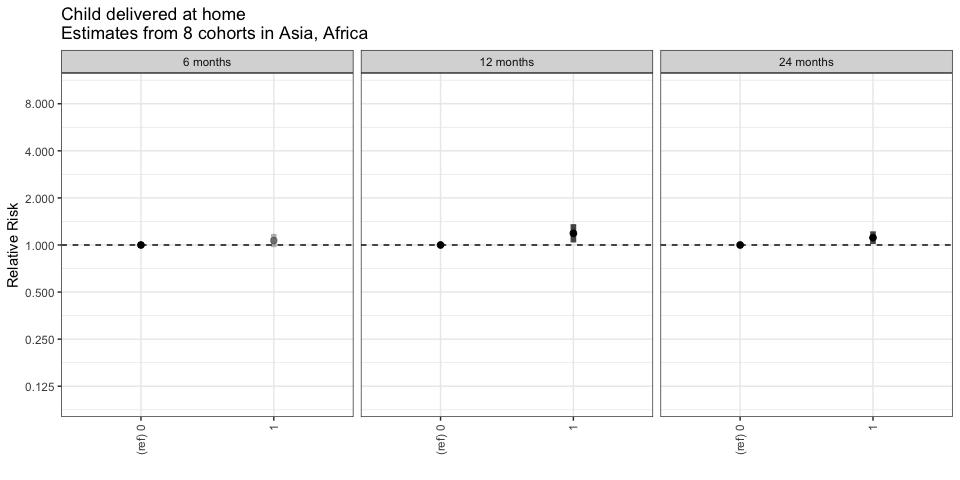 Child delivered at home
Estimates from 8 cohorts in Asia, Africa
6 months
12 months
24 months
Relative Risk
8.000
4.000
2.000
1.000
0.500
0.250
0.125
(ref) 0
1
(ref) 0
1
(ref) 0
1